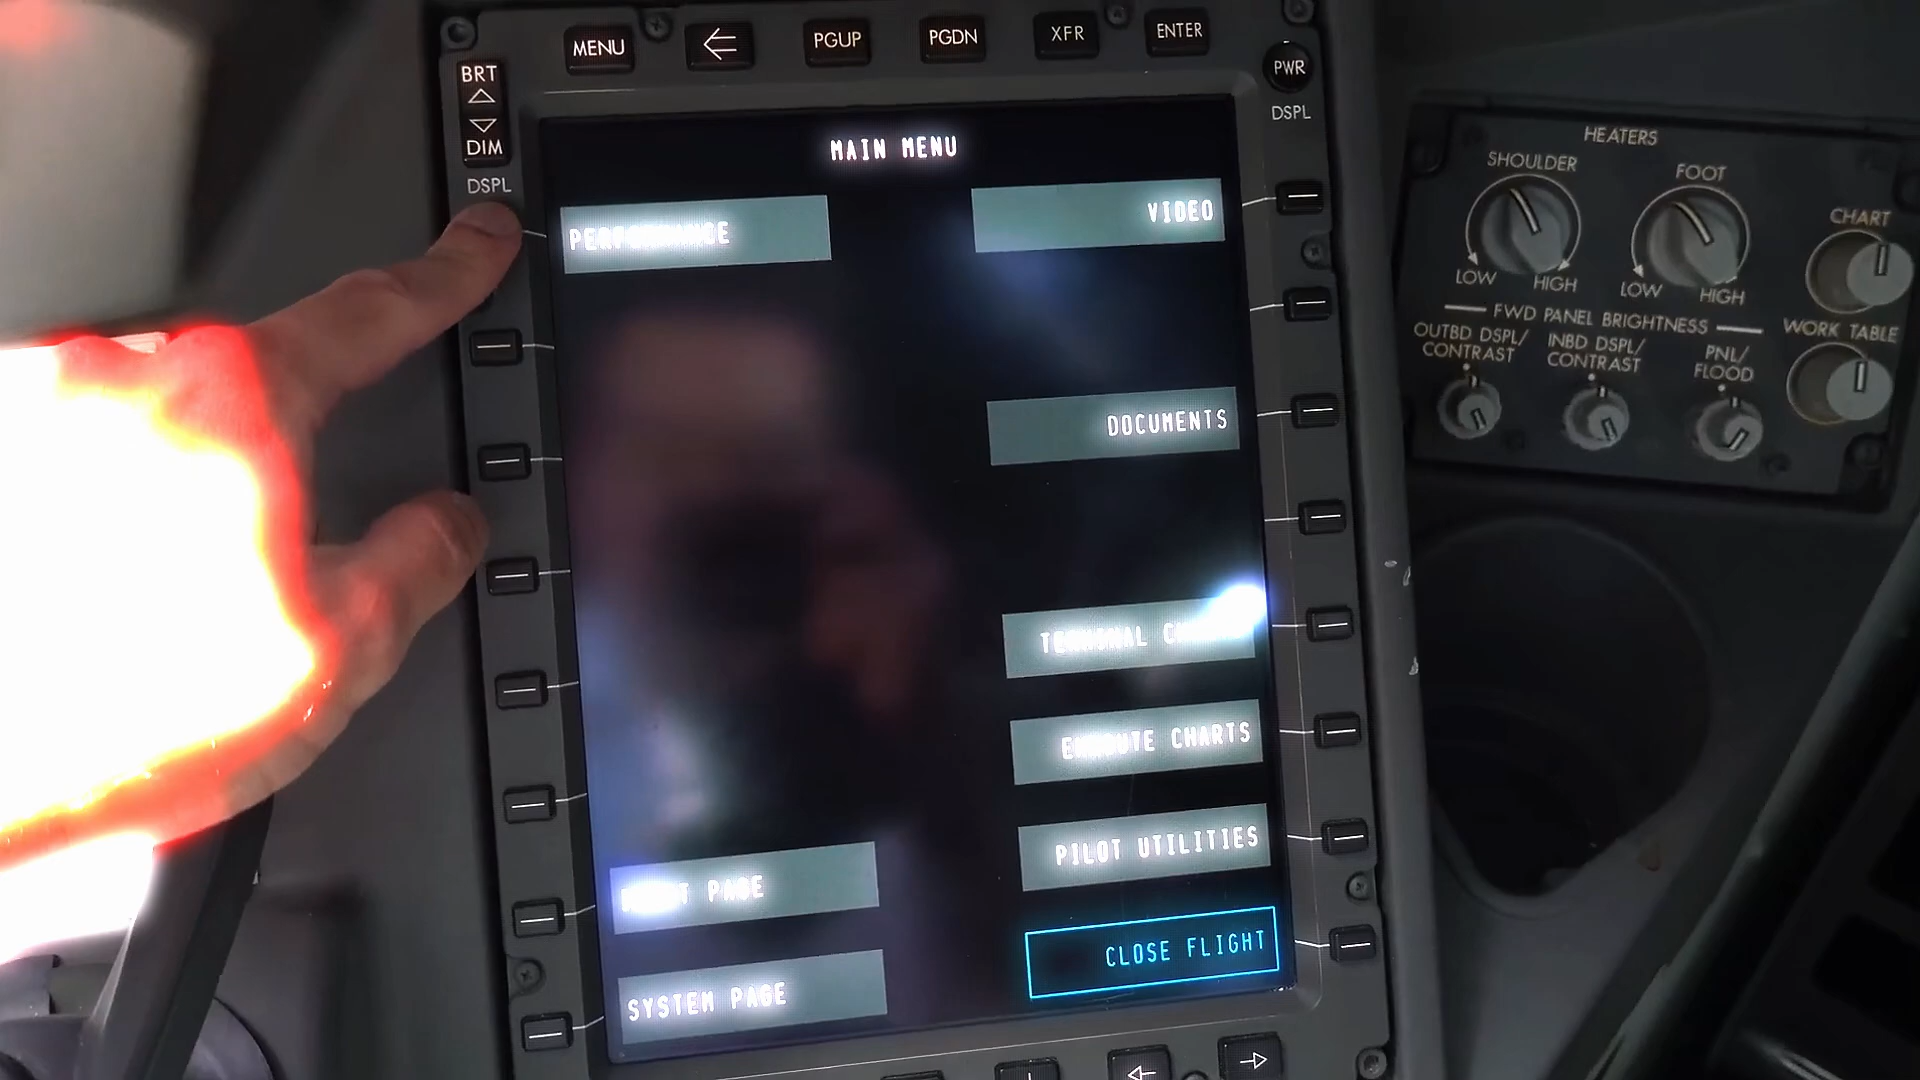 MENU
PGUP
PGDN
XFR
ENTER
BRT
DIM
DSPL
PWR
DSPL
MAIN MENU
PERFORMANCE
VIDEO
DOCUMENTS
TERMINAL
ENROUTE CHARTS
PILOT UTILITIES
PAGE
CLOSE FLIGHT
SYSTEM PAGE
HEATERS
SHOULDER
FOOT
CHART
LOW
HIGH
LOW
HIGH
FWD PANEL BRIGHTNESS
WORK TABLE
OUTBD DSPL/
CONTRAST
INBD DSPL/
CONTRAST
PNL/
FLOOD